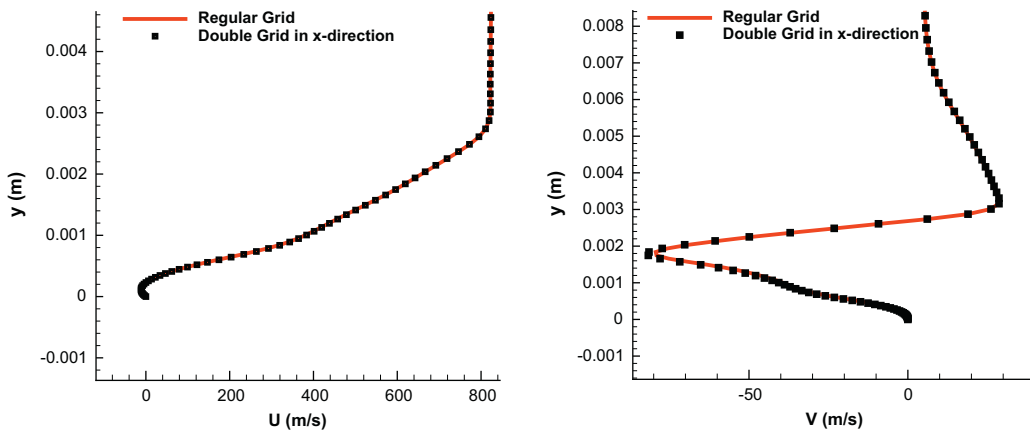 Regular Grid
Double Grid in x-direction
0.004
0.003
0.002
0.001
0
-0.001
y (m)
0
200
400
600
800
U (m/s)
Regular Grid
Double Grid in x-direction
0.008
0.007
0.006
0.005
0.004
0.003
0.002
0.001
0
-0.001
y (m)
-50
0
V (m/s)